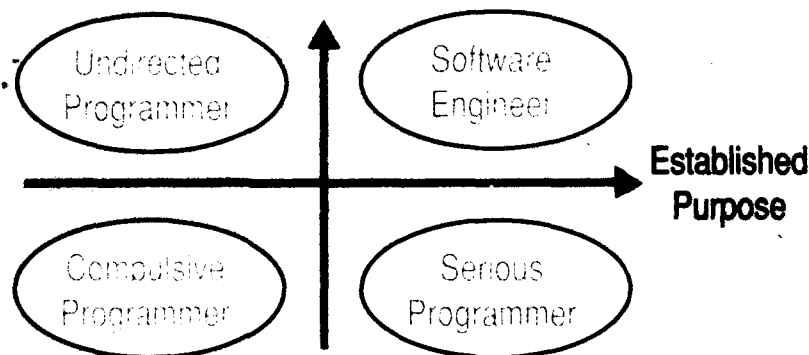 Undirected
Programmer
Software
Engineer
Established
Purpose
Compulsive
Programmer
Serious
Programmer